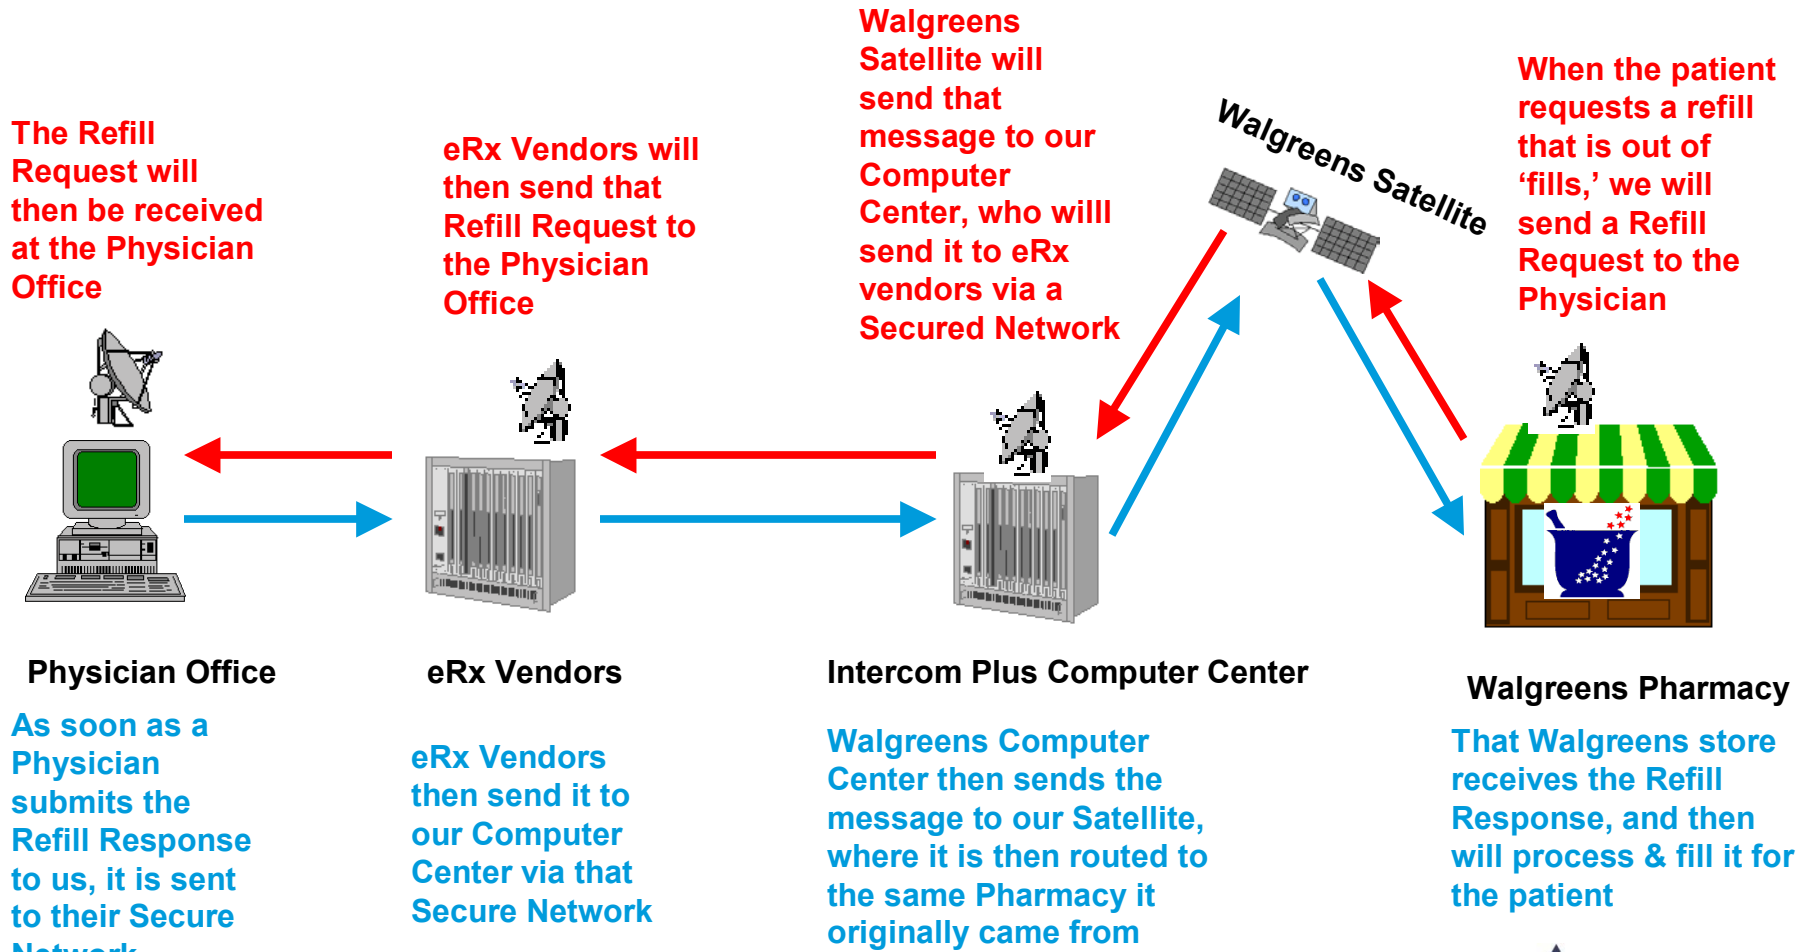 Walgreens
Satellite will
send that
message to our
Computer
Center, who willl
send it to eRx
vendors via a
Secured Network
When the patient
requests a refill
that is out of
‘fills,’ we will
send a Refill
Request to the
Physician
Walgreens Satellite
The Refill
Request will
then be received
at the Physician
Office
eRx Vendors will
then send that
Refill Request to
the Physician
Office
Physician Office
eRx Vendors
Intercom Plus Computer Center
Walgreens Pharmacy
As soon as a
Physician
submits the
Refill Response
to us, it is sent
to their Secure
Network
eRx Vendors
then send it to
our Computer
Center via that
Secure Network
Walgreens Computer
Center then sends the
message to our Satellite,
where it is then routed to
the same Pharmacy it
originally came from
That Walgreens store
receives the Refill
Response, and then
will process & fill it for
the patient